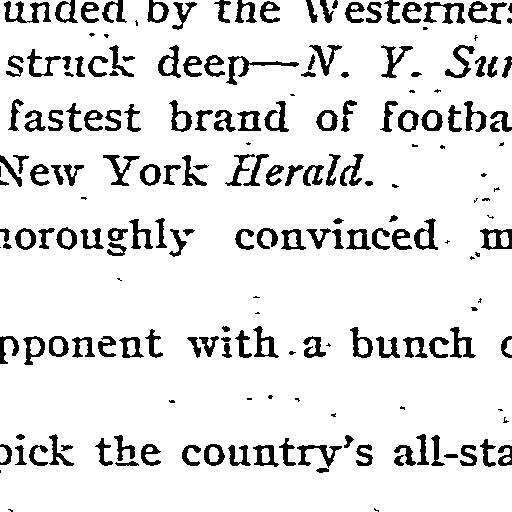 ounded by the Westerners
struck deep—N. Y. Sun
fastest brand of footba
New York Herald.
horoughly convinced m
pponent with a bunch o
pick the country's all-sta